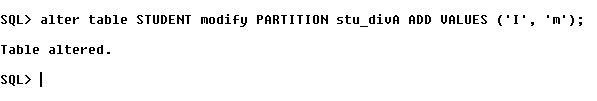 SQL> alter table STUDENT modify PARTITION stu_divA ADD VALUES ('I', 'm');
Table altered.
SQL>